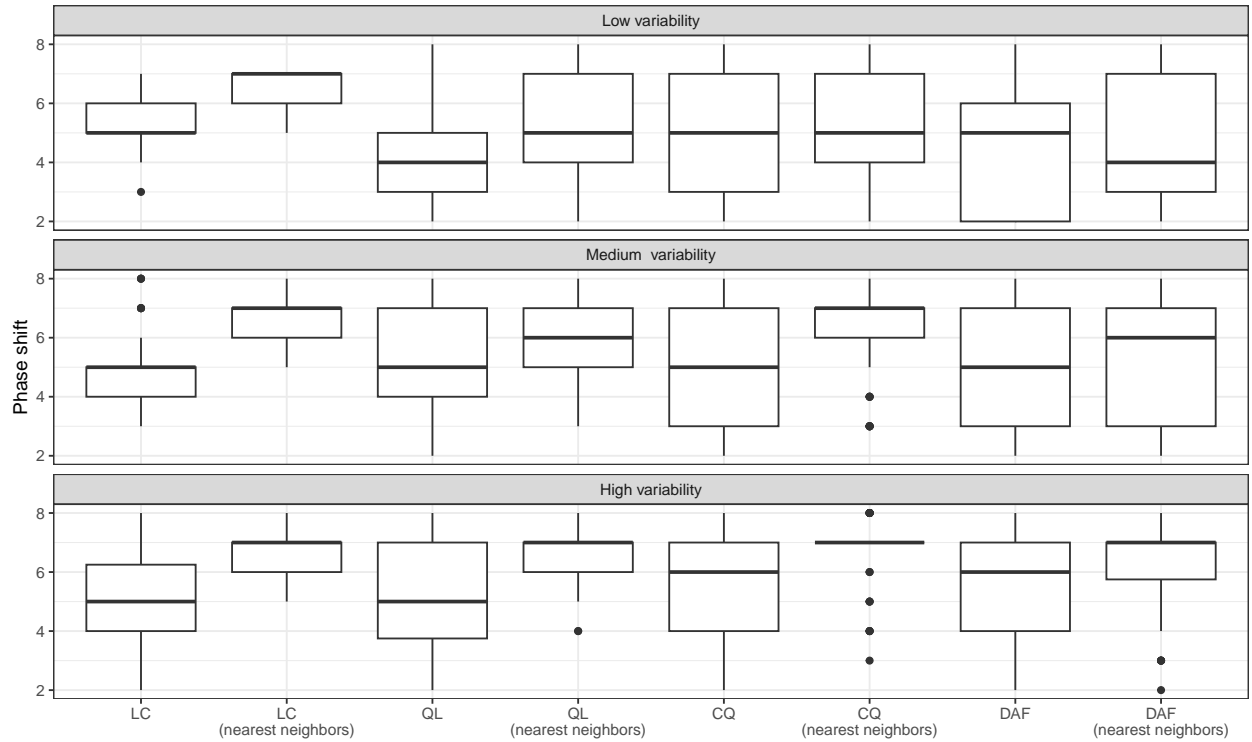 Low variability
8
6
4
2
Medium  variability
8
6
4
2
Phase shift
High variability
8
6
4
2
LC
LC
(nearest neighbors)
QL
QL
(nearest neighbors)
CQ
CQ
(nearest neighbors)
DAF
DAF
(nearest neighbors)